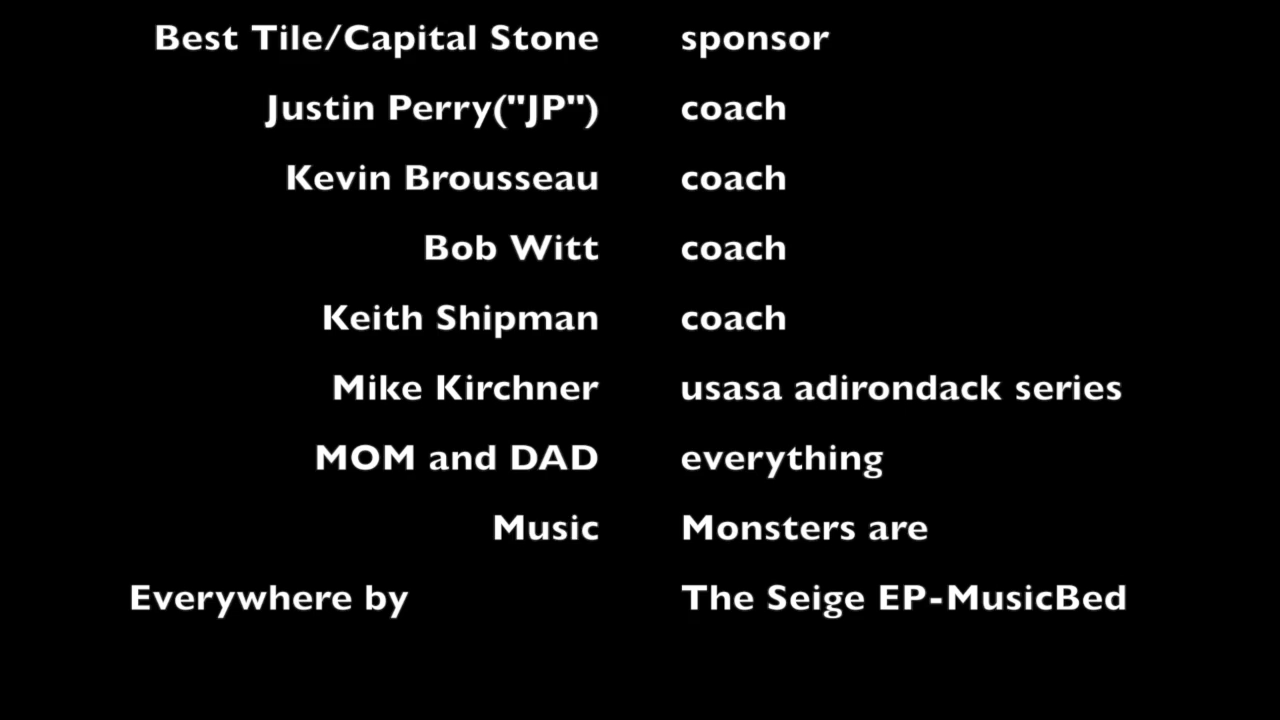 Best Tile/Capital Stone sponsor
Justin Perry("JP") coach
Kevin Brousseau coach
Bob Witt coach
Keith Shipman coach
Mike Kirchner usasa adirondack series
MOM and DAD everything
Music Monsters are
Everywhere by The Seige EP-MusicBed